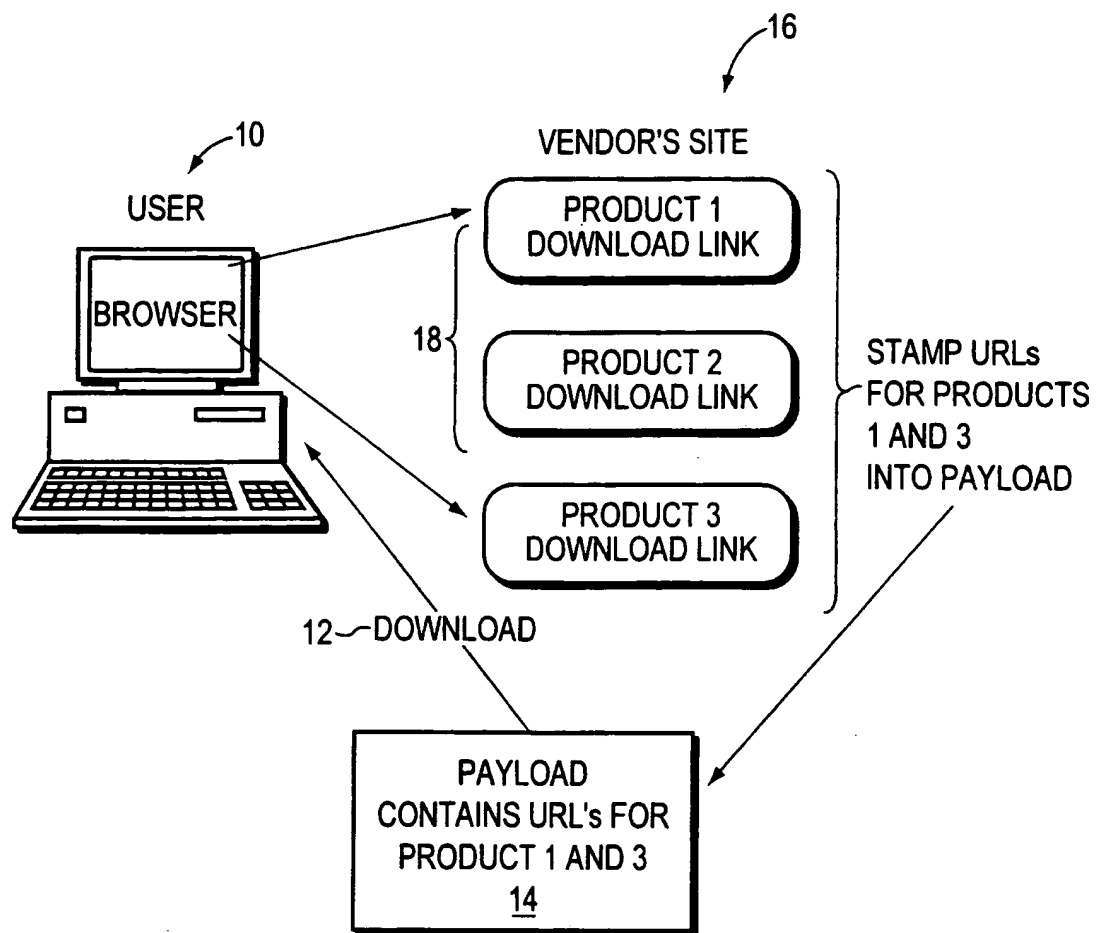 16
10
VENDOR'S SITE
USER
PRODUCT 1
DOWNLOAD LINK
BROWSER
18
PRODUCT 2
DOWNLOAD LINK
STAMP URLs
FOR PRODUCTS
1 AND 3
INTO PAYLOAD
PRODUCT 3
DOWNLOAD LINK
12 DOWNLOAD
PAYLOAD
CONTAINS URL's FOR
PRODUCT 1 AND 3
14